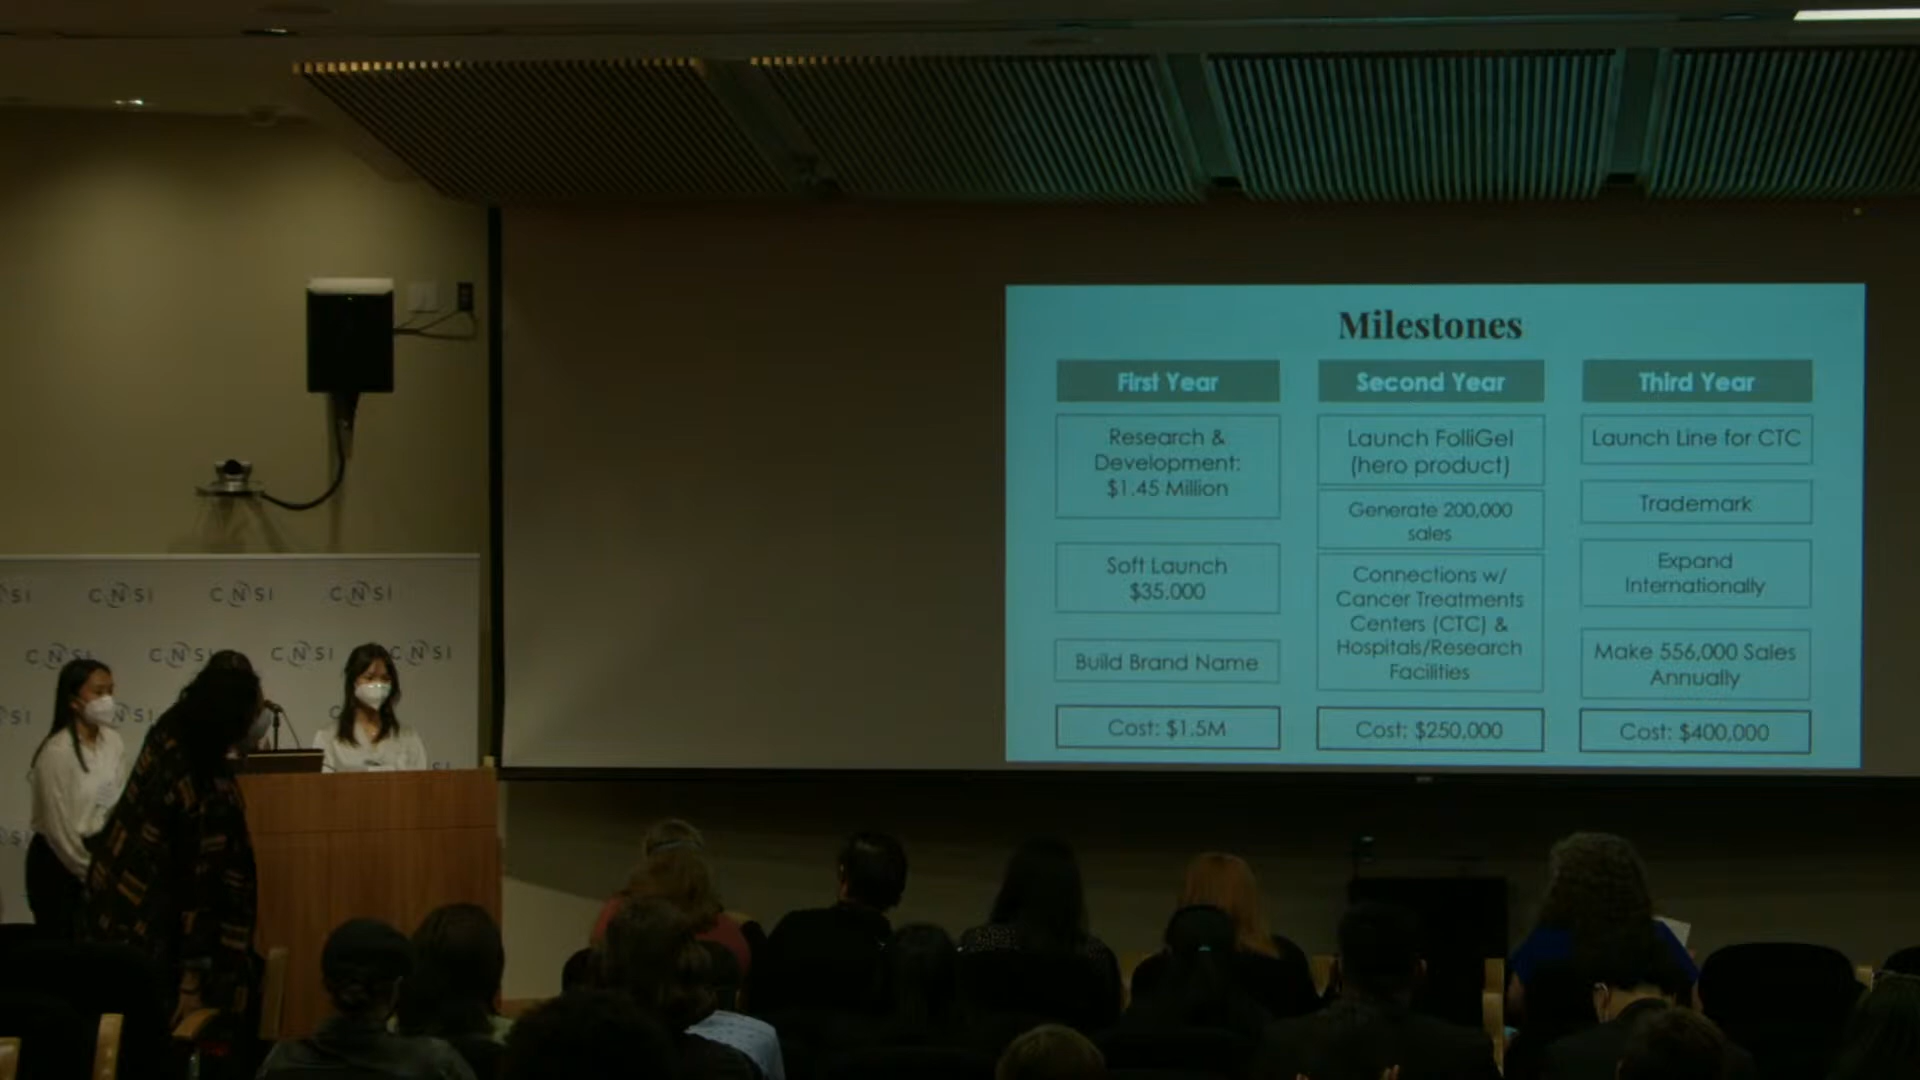 Milestones
First Year
Research &
Development:
$1.45 Million
Soft Launch
$35.000
Build Brand Name
Cost: $1.5M
Second Year
Launch FolliGel
(hero product)
Generate 200,000
sales
Connections w/
Cancer Treatments
Centers (CTC) &
Hospitals/Research
Facilities
Cost: $250,000
Third Year
Launch Line for CTC
Trademark
Expand
Internationally
Make 556,000 Sales
Annually
Cost: $400,000
CNSI CNSI CNSI
CNSI CNSI CNSI CNSI